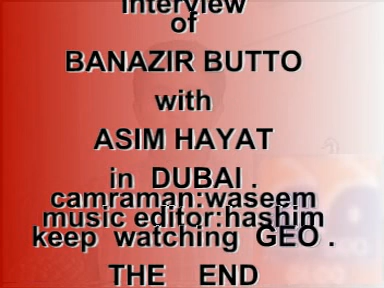 interview
of
BANAZIR BUTTO
with
ASIM HAYAT
in DUBAI .
camraman:waseem
music editor:hashim
keep watching GEO .
THE END